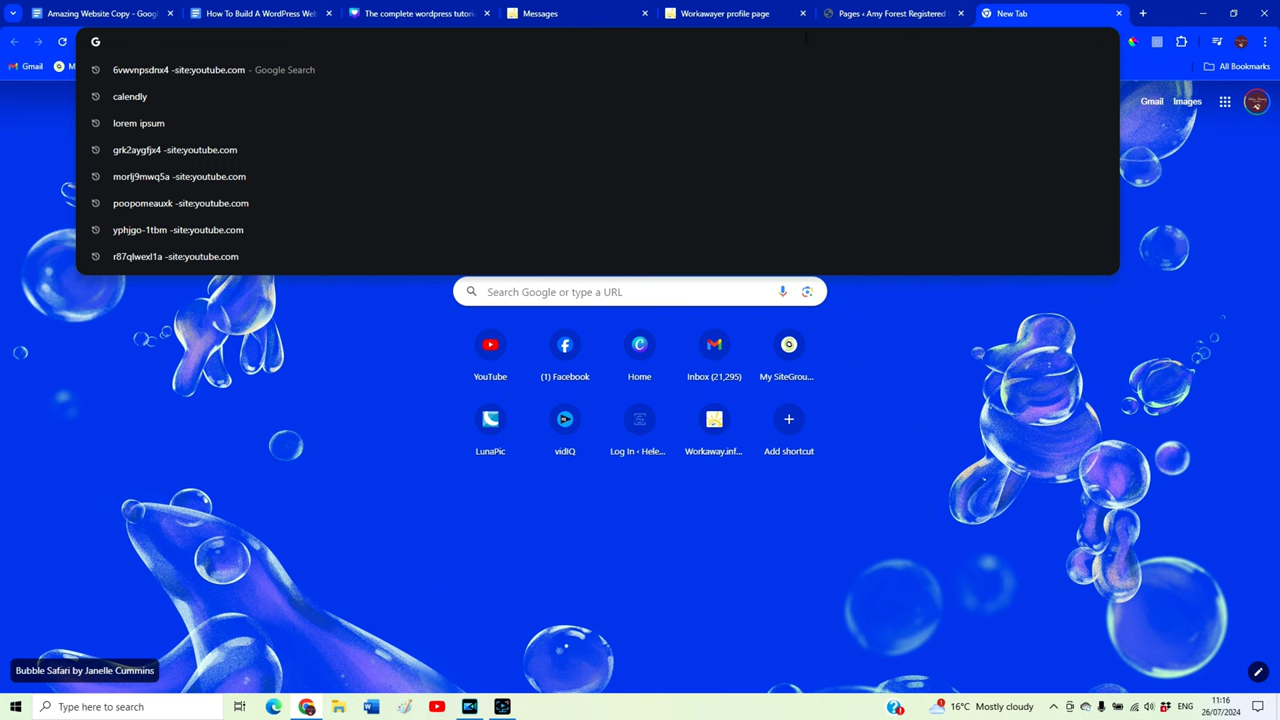 Amazing Website Copy - Goog
How To Build A WordPress Web
The complete wordpress tutori
Messages
Workawayer profile page
Pages ‹ Amy Forest Registered
New Tab
Gmail
M
All Bookmarks
6vwvnpsdnx4 -site:youtube.com - Google Search
calendly
lorem ipsum
grk2aygfjx4 -site:youtube.com
morlj9mwq5a -site:youtube.com
poopomeauxk -site:youtube.com
yphjgo-1tbm -site:youtube.com
r87qlwexl1a -site:youtube.com
Gmail Images
Search Google or type a URL
YouTube
(1) Facebook
Home
Inbox (21,295)
My SiteGrou...
LunaPic
vidIQ
Log In ‹ Hele...
Workaway.inf...
Add shortcut
Bubble Safari by Janelle Cummins
Type here to search
16°C Mostly cloudy
ENG
11:16
26/07/2024